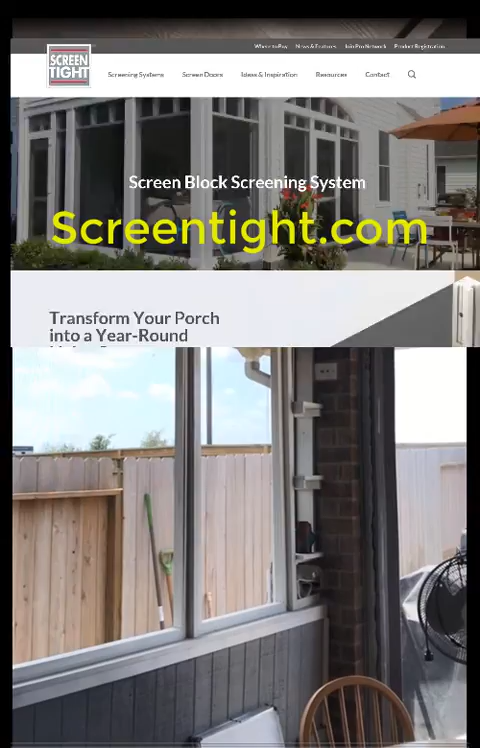 Where to Buy News & Features Join Pro Network Product Registration
SCREEN
TIGHT
Screening Systems Screen Doors Ideas & Inspiration Resources Contact
Screen Block Screening System
Screentight.com
Transform Your Porch
into a Year-Round